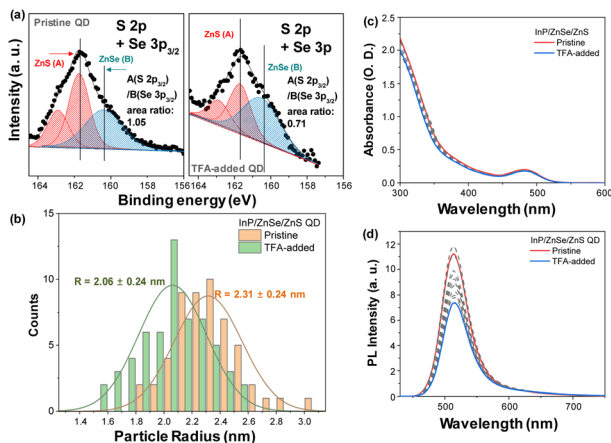 (a)
Pristine QD
S 2p
+ Se 3p3/2
ZnS (A)
ZnSe (B)
A(S 2p3/2)
/B(Se 3p3/2)
area ratio:
1.05
Intensity (a. u.)
164 162 160 158 156
S 2p
+ Se 3p
ZnS (A)
ZnSe (B)
A(S 2p3/2)
/B(Se 3p3/2)
area ratio:
0.71
TFA-added QD
164 162 160 158 156
Binding energy (eV)
(b)
InP/ZnSe/ZnS QD
Pristine
TFA-added
R = 2.06 ± 0.24 nm
R = 2.31 ± 0.24 nm
Counts
15
10
5
0
1.4 1.6 1.8 2.0 2.2 2.4 2.6 2.8 3.0
Particle Radius (nm)
(c)
InP/ZnSe/ZnS QD
Pristine
TFA-added
Absorbance (O. D.)
2.0
1.5
1.0
0.5
0.0
300 400 500 600
Wavelength (nm)
(d)
InP/ZnSe/ZnS QD
Pristine
TFA-added
PL Intensity (a. u.)
12
10
8
6
4
2
0
500 600 700
Wavelength (nm)